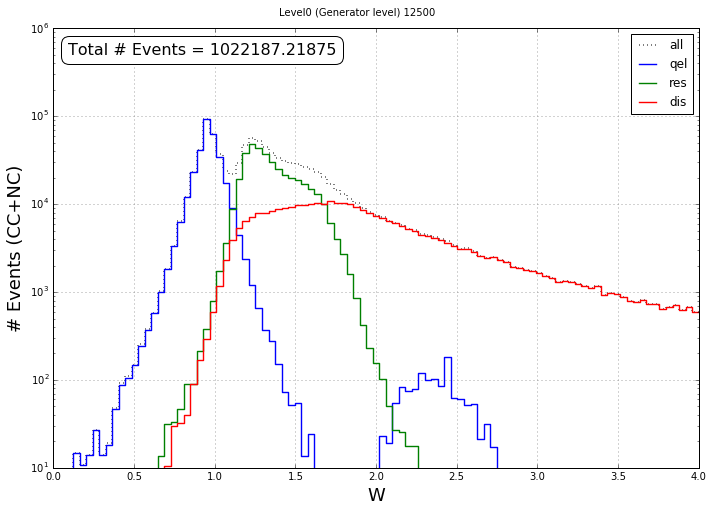 Level0 (Generator level) 12500
Total # Events = 1022187.21875
all
qel
res
dis
# Events (CC+NC)
10^6
10^5
10^4
10^3
10^2
10^1
0.0 0.5 1.0 1.5 2.0 2.5 3.0 3.5 4.0
W